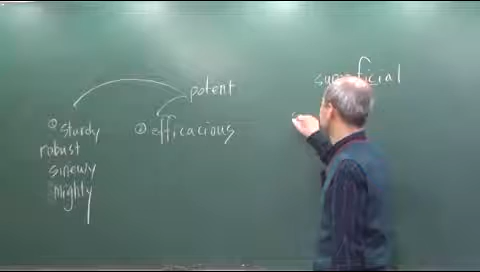 potent
① sturdy
robust
sinewy
mighty
② efficacious
superficial